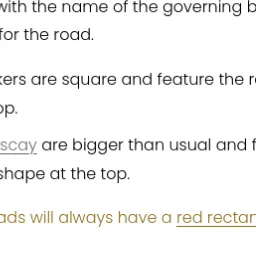 with the name of the governing b
for the road.
kers are square and feature the r
op.
scay are bigger than usual and f
shape at the top.
ads will always have a red rectan